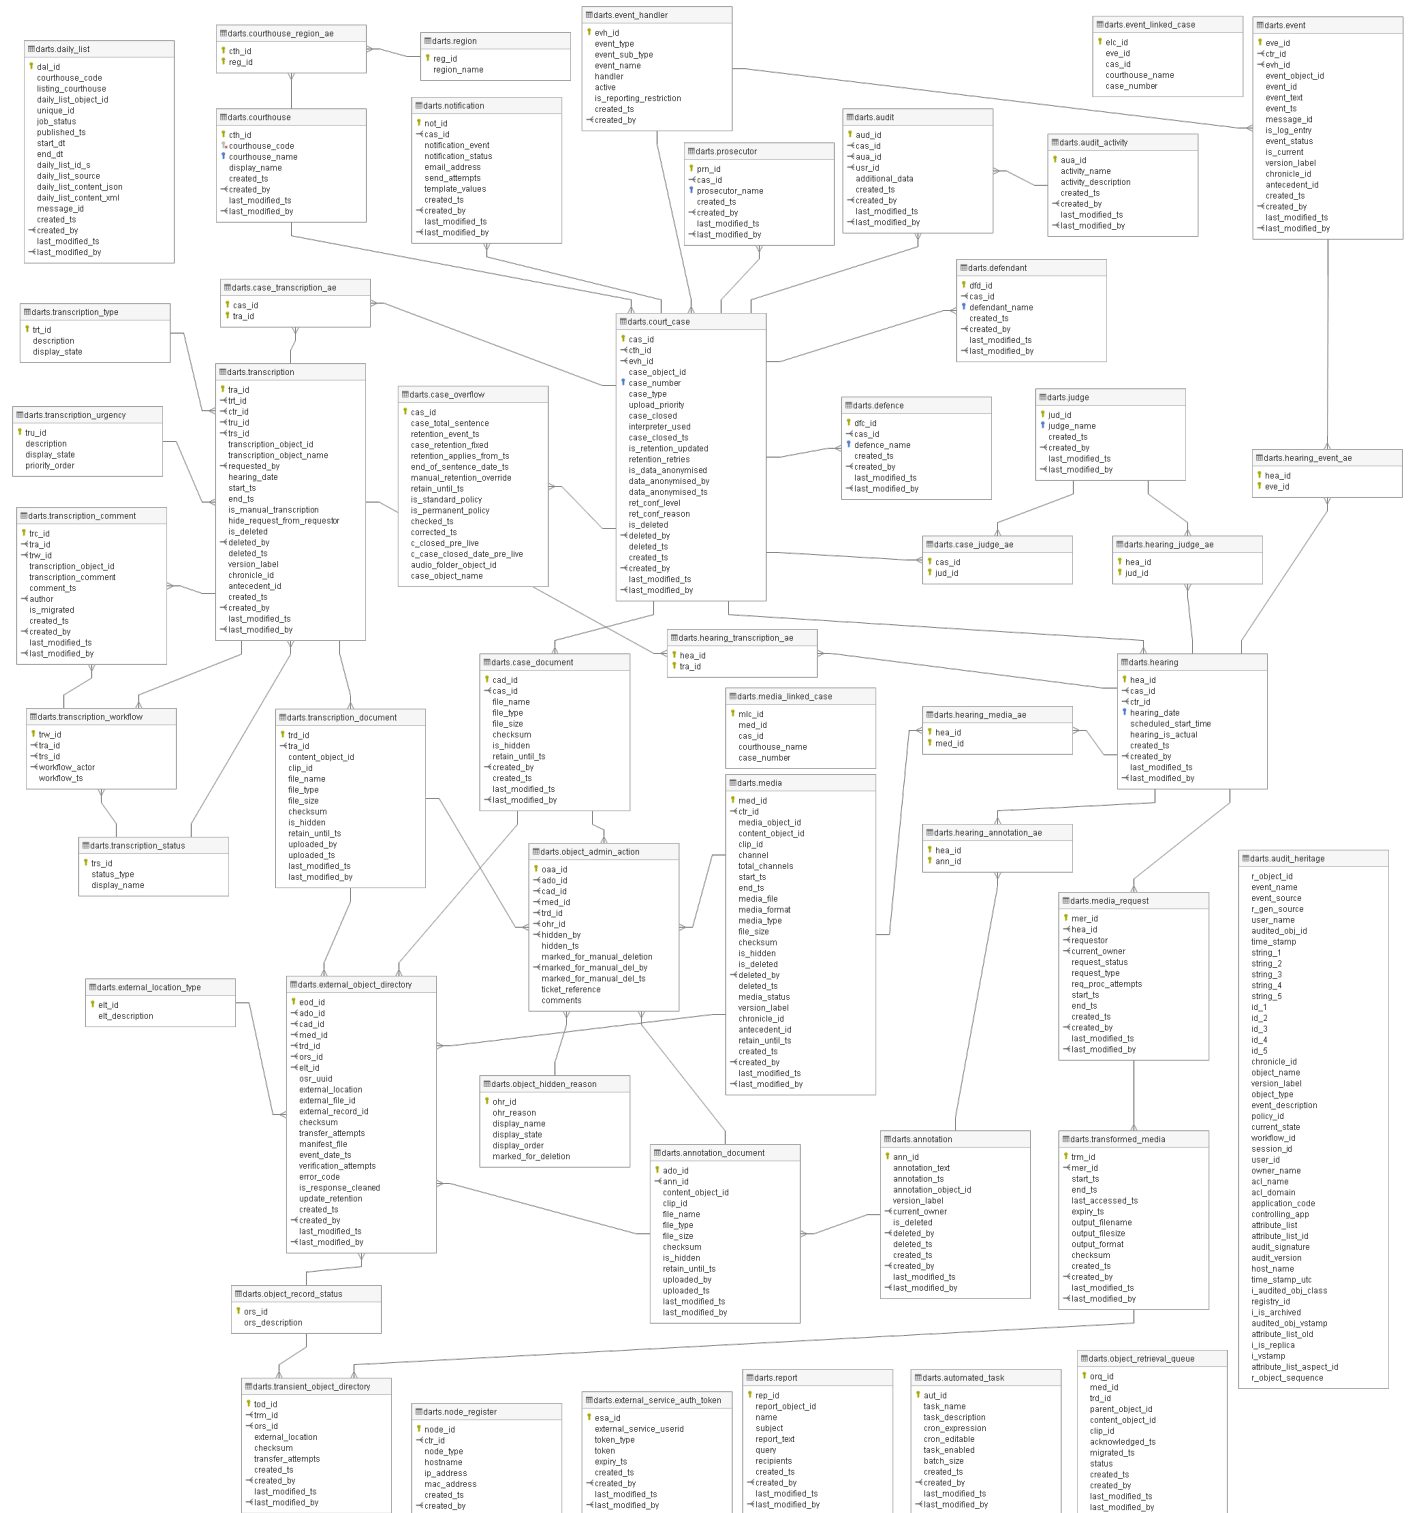 darts.daily_list
dal_id
courthouse_code
listing_courthouse
daily_list_object_id
unique_id
job_status
published_ts
start_dt
end_dt
daily_list_id_s
daily_list_source
daily_list_content_json
daily_list_content_xml
message_id
created_ts
created_by
last_modified_ts
last_modified_by
darts.courthouse_region_ae
cth_id
reg_id
darts.region
reg_id
region_name
darts.courthouse
cth_id
courthouse_code
courthouse_name
display_name
created_ts
created_by
last_modified_ts
last_modified_by
darts.notification
not_id
cas_id
notification_event
notification_status
email_address
send_attempts
template_values
created_ts
created_by
last_modified_ts
last_modified_by
darts.event_handler
evh_id
event_type
event_sub_type
event_name
handler
active
is_reporting_restriction
created_ts
created_by
darts.prosecutor
prn_id
cas_id
prosecutor_name
created_ts
created_by
last_modified_ts
last_modified_by
darts.audit
aud_id
cas_id
aua_id
usr_id
additional_data
created_ts
created_by
last_modified_ts
last_modified_by
darts.audit_activity
aua_id
activity_name
activity_description
created_ts
created_by
last_modified_ts
last_modified_by
darts.event_linked_case
elc_id
eve_id
cas_id
courthouse_name
case_number
darts.event
eve_id
ctr_id
evh_id
event_object_id
event_id
event_text
event_ts
message_id
is_log_entry
event_status
is_current
version_label
chronicle_id
antecedent_id
created_ts
created_by
last_modified_ts
last_modified_by
darts.transcription_type
trt_id
description
display_state
darts.case_transcription_ae
cas_id
tra_id
darts.defendant
dfd_id
cas_id
defendant_name
created_ts
created_by
last_modified_ts
last_modified_by
darts.court_case
cas_id
cth_id
evh_id
case_object_id
case_number
case_type
upload_priority
case_closed
interpreter_used
case_closed_ts
is_retention_updated
retention_retries
is_data_anonymised
data_anonymised_by
data_anonymised_ts
ret_conf_level
ret_conf_reason
is_deleted
deleted_by
deleted_ts
created_ts
created_by
last_modified_ts
last_modified_by
darts.transcription
tra_id
trt_id
ctr_id
tru_id
trs_id
transcription_object_id
transcription_object_name
requested_by
hearing_date
start_ts
end_ts
is_manual_transcription
hide_request_from_requestor
is_deleted
deleted_by
deleted_ts
version_label
chronicle_id
antecedent_id
created_ts
created_by
last_modified_ts
last_modified_by
darts.transcription_urgency
tru_id
description
display_state
priority_order
darts.case_overflow
cas_id
case_total_sentence
retention_event_ts
case_retention_fixed
retention_applies_from_ts
end_of_sentence_date_ts
manual_retention_override
retain_until_ts
is_standard_policy
is_permanent_policy
checked_ts
corrected_ts
c_closed_pre_live
c_case_closed_date_pre_live
audio_folder_object_id
case_object_name
darts.defence
dfc_id
cas_id
defence_name
created_ts
created_by
last_modified_ts
last_modified_by
darts.judge
jud_id
judge_name
created_ts
created_by
last_modified_ts
last_modified_by
darts.hearing_event_ae
hea_id
eve_id
darts.transcription_comment
trc_id
tra_id
trw_id
transcription_object_id
transcription_comment
comment_ts
author
is_migrated
created_ts
created_by
last_modified_ts
last_modified_by
darts.case_judge_ae
cas_id
jud_id
darts.hearing_judge_ae
hea_id
jud_id
darts.hearing_transcription_ae
hea_id
tra_id
darts.case_document
cad_id
cas_id
file_name
file_type
file_size
checksum
is_hidden
retain_until_ts
created_by
created_ts
last_modified_ts
last_modified_by
darts.hearing
hea_id
cas_id
ctr_id
hearing_date
scheduled_start_time
hearing_is_actual
created_ts
created_by
last_modified_ts
last_modified_by
darts.transcription_workflow
trw_id
tra_id
trs_id
workflow_actor
workflow_ts
darts.transcription_document
trd_id
tra_id
content_object_id
clip_id
file_name
file_type
file_size
checksum
is_hidden
retain_until_ts
uploaded_by
uploaded_ts
last_modified_ts
last_modified_by
darts.media_linked_case
mlc_id
med_id
cas_id
courthouse_name
case_number
darts.hearing_media_ae
hea_id
med_id
darts.media
med_id
ctr_id
media_object_id
content_object_id
clip_id
channel
total_channels
start_ts
end_ts
media_file
media_format
media_type
file_size
checksum
is_hidden
is_deleted
deleted_by
deleted_ts
media_status
version_label
chronicle_id
antecedent_id
retain_until_ts
created_ts
created_by
last_modified_ts
last_modified_by
darts.transcription_status
trs_id
status_type
display_name
darts.object_admin_action
oaa_id
ado_id
cad_id
med_id
trd_id
ohr_id
hidden_by
hidden_ts
marked_for_manual_deletion
marked_for_manual_del_by
marked_for_manual_del_ts
ticket_reference
comments
darts.hearing_annotation_ae
hea_id
ann_id
darts.audit_heritage
r_object_id
event_name
event_source
r_gen_source
user_name
audited_obj_id
time_stamp
string_1
string_2
string_3
string_4
string_5
id_1
id_2
id_3
id_4
id_5
chronicle_id
object_name
version_label
object_type
event_description
policy_id
current_state
workflow_id
session_id
user_id
owner_name
acl_name
acl_domain
application_code
controlling_app
attribute_list
attribute_list_id
audit_signature
audit_version
host_name
time_stamp_utc
i_audited_obj_class
registry_id
i_is_archived
audited_obj_vstamp
attribute_list_old
i_is_replica
i_vstamp
attribute_list_aspect_id
r_object_sequence
darts.media_request
mer_id
hea_id
requestor
current_owner
request_status
request_type
req_proc_attempts
start_ts
end_ts
created_ts
created_by
last_modified_ts
last_modified_by
darts.external_location_type
elt_id
elt_description
darts.external_object_directory
eod_id
ado_id
cad_id
med_id
trd_id
ors_id
elt_id
osr_uuid
external_location
external_file_id
external_record_id
checksum
transfer_attempts
manifest_file
event_date_ts
verification_attempts
error_code
is_response_cleaned
update_retention
created_ts
created_by
last_modified_ts
last_modified_by
darts.object_hidden_reason
ohr_id
ohr_reason
display_name
display_state
display_order
marked_for_deletion
darts.annotation_document
ado_id
ann_id
content_object_id
clip_id
file_name
file_type
file_size
checksum
is_hidden
retain_until_ts
uploaded_by
uploaded_ts
last_modified_ts
last_modified_by
darts.annotation
ann_id
annotation_text
annotation_ts
annotation_object_id
version_label
current_owner
is_deleted
deleted_by
deleted_ts
created_ts
created_by
last_modified_ts
last_modified_by
darts.transformed_media
trm_id
mer_id
start_ts
end_ts
last_accessed_ts
expiry_ts
output_filename
output_filesize
output_format
checksum
created_ts
created_by
last_modified_ts
last_modified_by
darts.object_record_status
ors_id
ors_description
darts.transient_object_directory
tod_id
trm_id
ors_id
external_location
checksum
transfer_attempts
created_ts
created_by
last_modified_ts
last_modified_by
darts.node_register
node_id
ctr_id
node_type
hostname
ip_address
mac_address
created_ts
created_by
darts.external_service_auth_token
esa_id
external_service_userid
token_type
token
expiry_ts
created_ts
created_by
last_modified_ts
last_modified_by
darts.report
rep_id
report_object_id
name
subject
report_text
query
recipients
created_ts
created_by
last_modified_ts
last_modified_by
darts.automated_task
aut_id
task_name
task_description
cron_expression
cron_editable
task_enabled
batch_size
created_ts
created_by
last_modified_ts
last_modified_by
darts.object_retrieval_queue
orq_id
med_id
trd_id
parent_object_id
content_object_id
clip_id
acknowledged_ts
migrated_ts
status
created_ts
created_by
last_modified_ts
last_modified_by